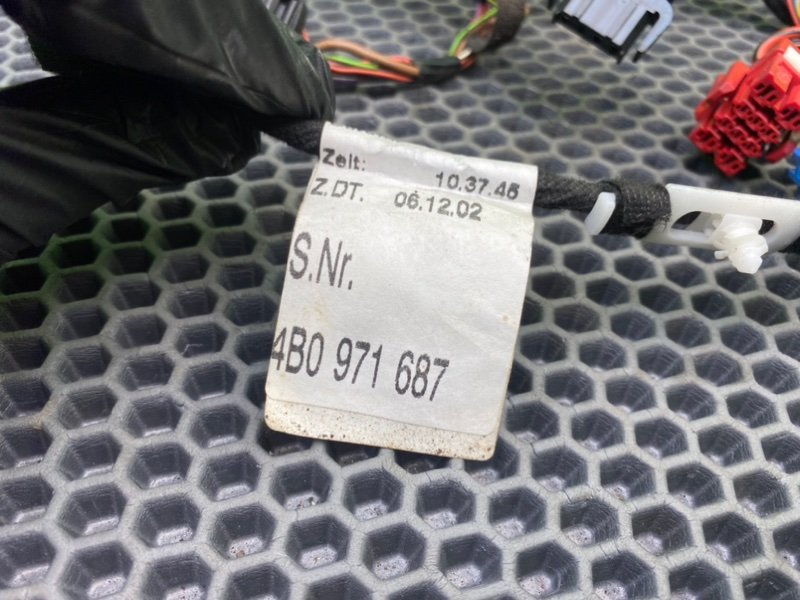 Zeit: 10.37.46
Z.DT. 06.12.02
S.Nr.
4B0 971 687